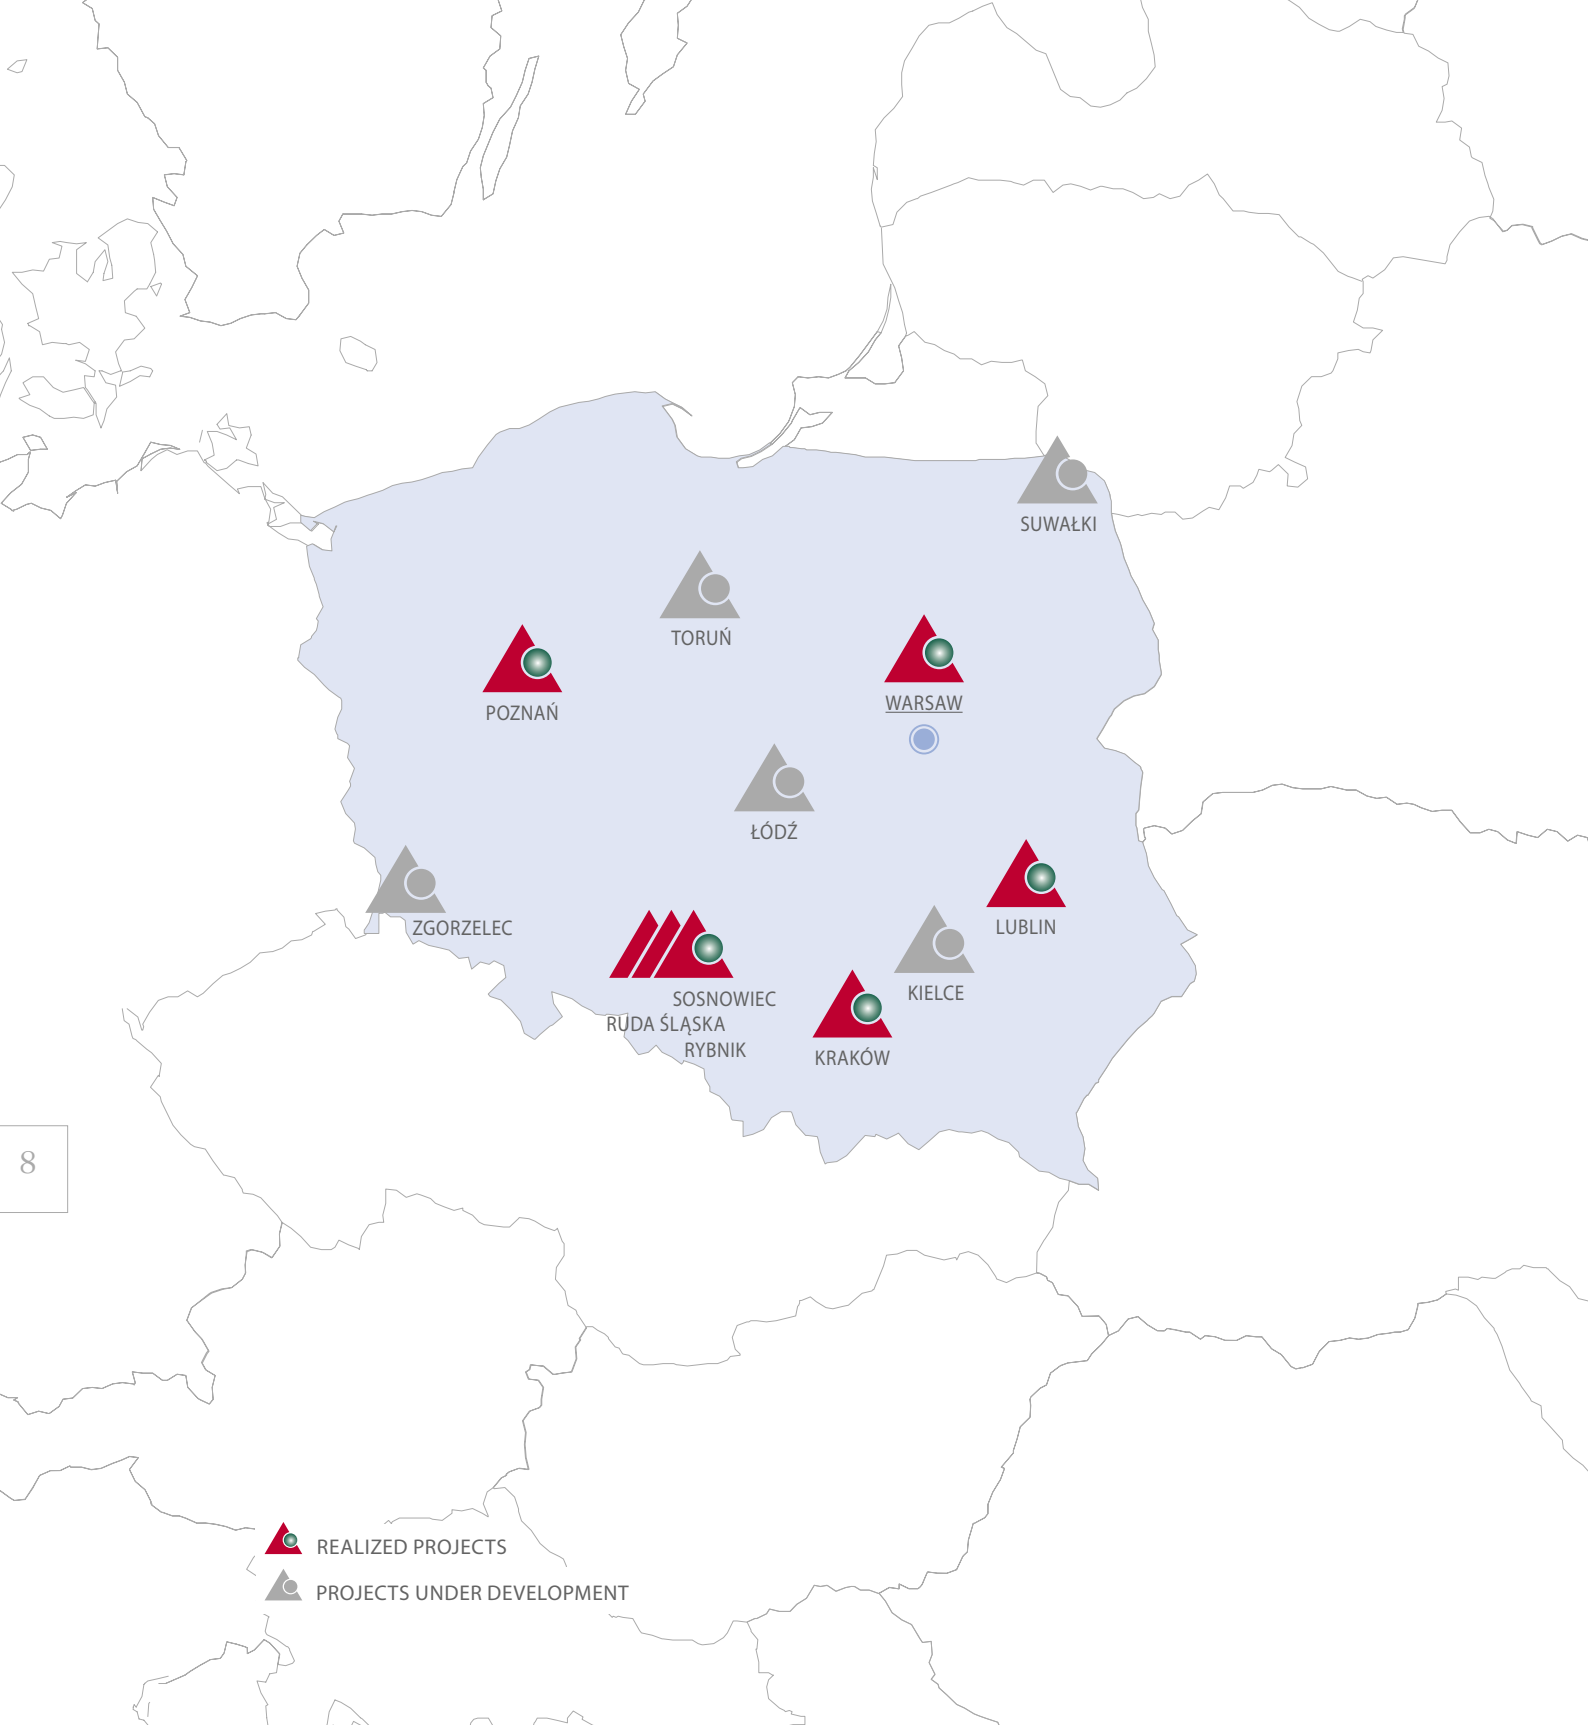 SUWAŁKI
TORUŃ
WARSAW
POZNAŃ
ŁÓDŹ
ZGORZELEC
LUBLIN
KIELCE
SOSNOWIEC
RUDA ŚLĄSKA
RYBNIK
KRAKÓW
8
REALIZED PROJECTS
PROJECTS UNDER DEVELOPMENT